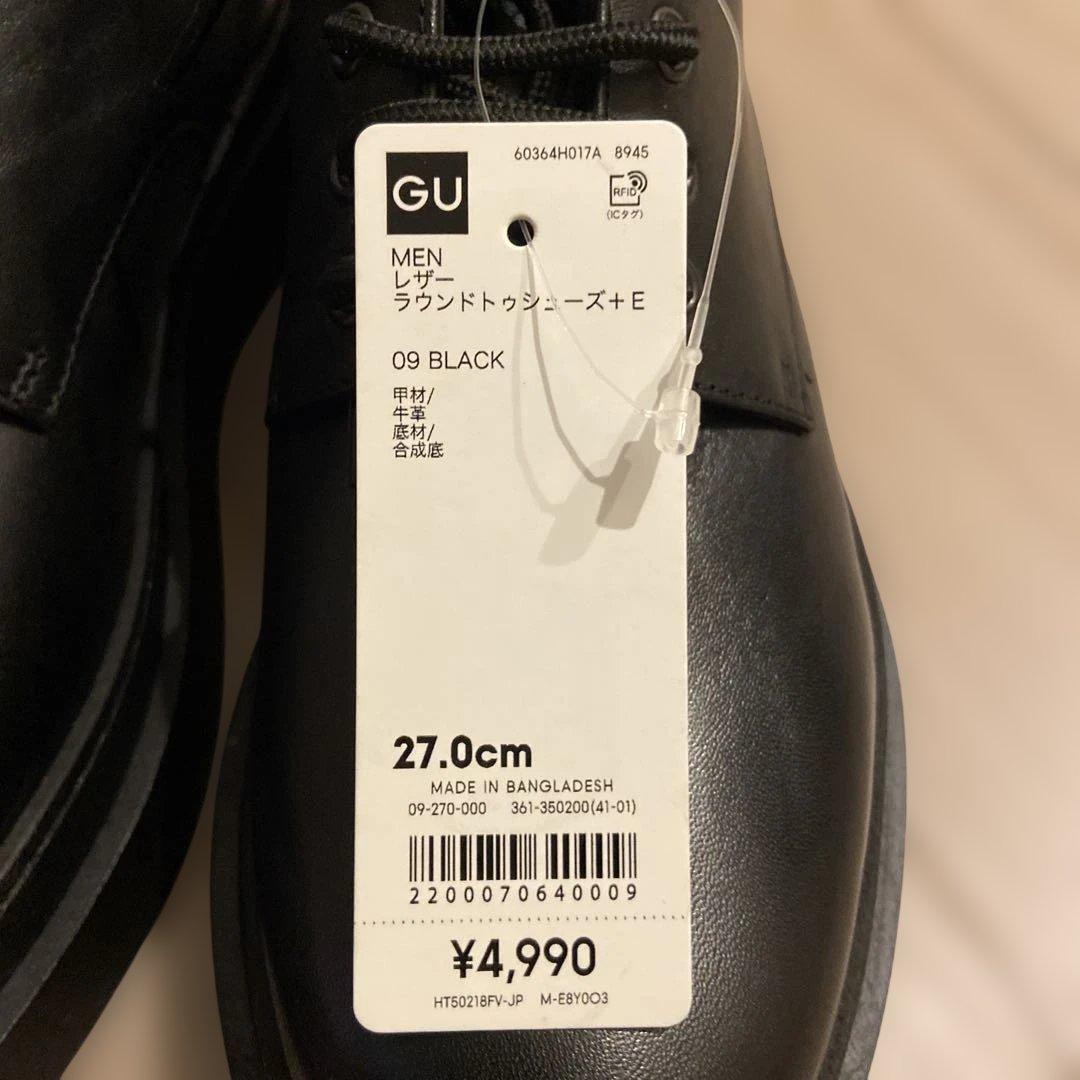 60364H017A 8945
GU
RFID
(ICタグ)
MEN
レザー
ラウンドトゥシューズ+E
09 BLACK
甲材/
牛革
底材/
合成底
27.0cm
MADE IN BANGLADESH
09-270-000 361-350200(41-01)
2200070640009
¥4,990
HT50218FV-JP M-E8Y0O3